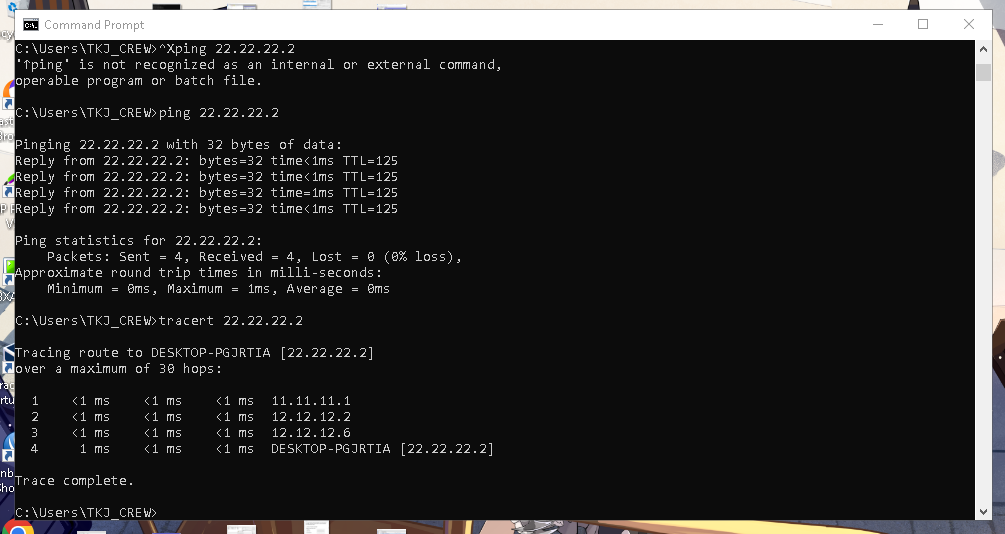 Command Prompt
C:\Users\TKJ_CREW>^Xping 22.22.22.2
'↑ping' is not recognized as an internal or external command,
operable program or batch file.
C:\Users\TKJ_CREW>ping 22.22.22.2
Pinging 22.22.22.2 with 32 bytes of data:
Reply from 22.22.22.2: bytes=32 time<1ms TTL=125
Reply from 22.22.22.2: bytes=32 time<1ms TTL=125
Reply from 22.22.22.2: bytes=32 time=1ms TTL=125
Reply from 22.22.22.2: bytes=32 time<1ms TTL=125
Ping statistics for 22.22.22.2:
    Packets: Sent = 4, Received = 4, Lost = 0 (0% loss),
Approximate round trip times in milli-seconds:
    Minimum = 0ms, Maximum = 1ms, Average = 0ms
C:\Users\TKJ_CREW>tracert 22.22.22.2
Tracing route to DESKTOP-PGJRTIA [22.22.22.2]
over a maximum of 30 hops:
  1    <1 ms    <1 ms    <1 ms  11.11.11.1
  2    <1 ms    <1 ms    <1 ms  12.12.12.2
  3    <1 ms    <1 ms    <1 ms  12.12.12.6
  4     1 ms    <1 ms    <1 ms  DESKTOP-PGJRTIA [22.22.22.2]
Trace complete.
C:\Users\TKJ_CREW>